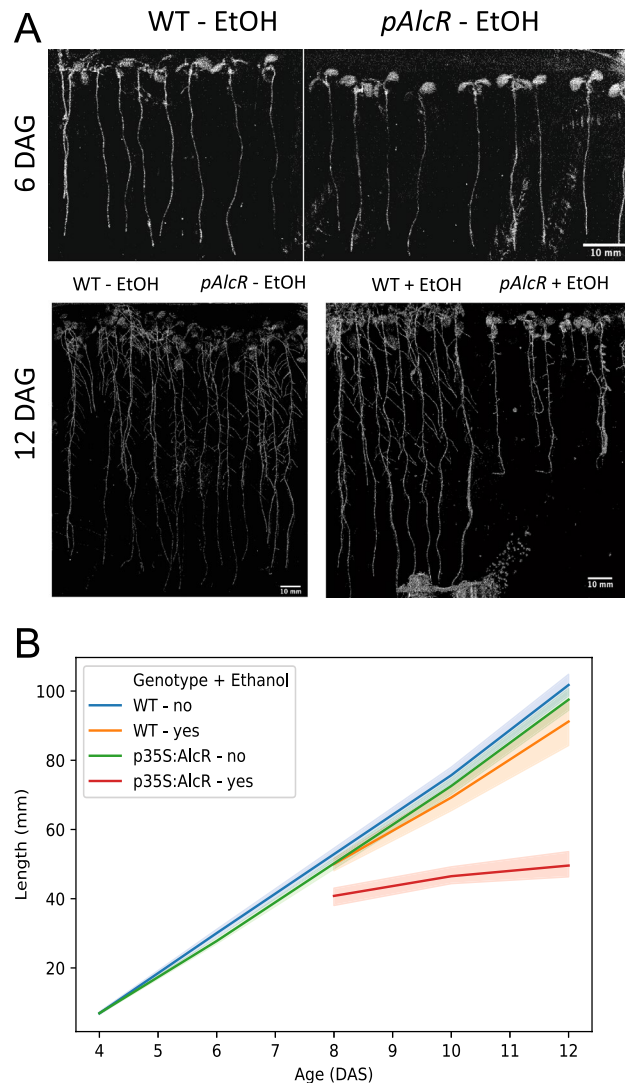 A
WT - EtOH
pAlcR - EtOH
6 DAG
10 mm
WT - EtOH
pAlcR - EtOH
WT + EtOH
pAlcR + EtOH
12 DAG
10 mm
10 mm
B
Genotype + Ethanol
WT - no
WT - yes
p35S:AlcR - no
p35S:AlcR - yes
Length (mm)
100
80
60
40
20
4 5 6 7 8 9 10 11 12
Age (DAS)